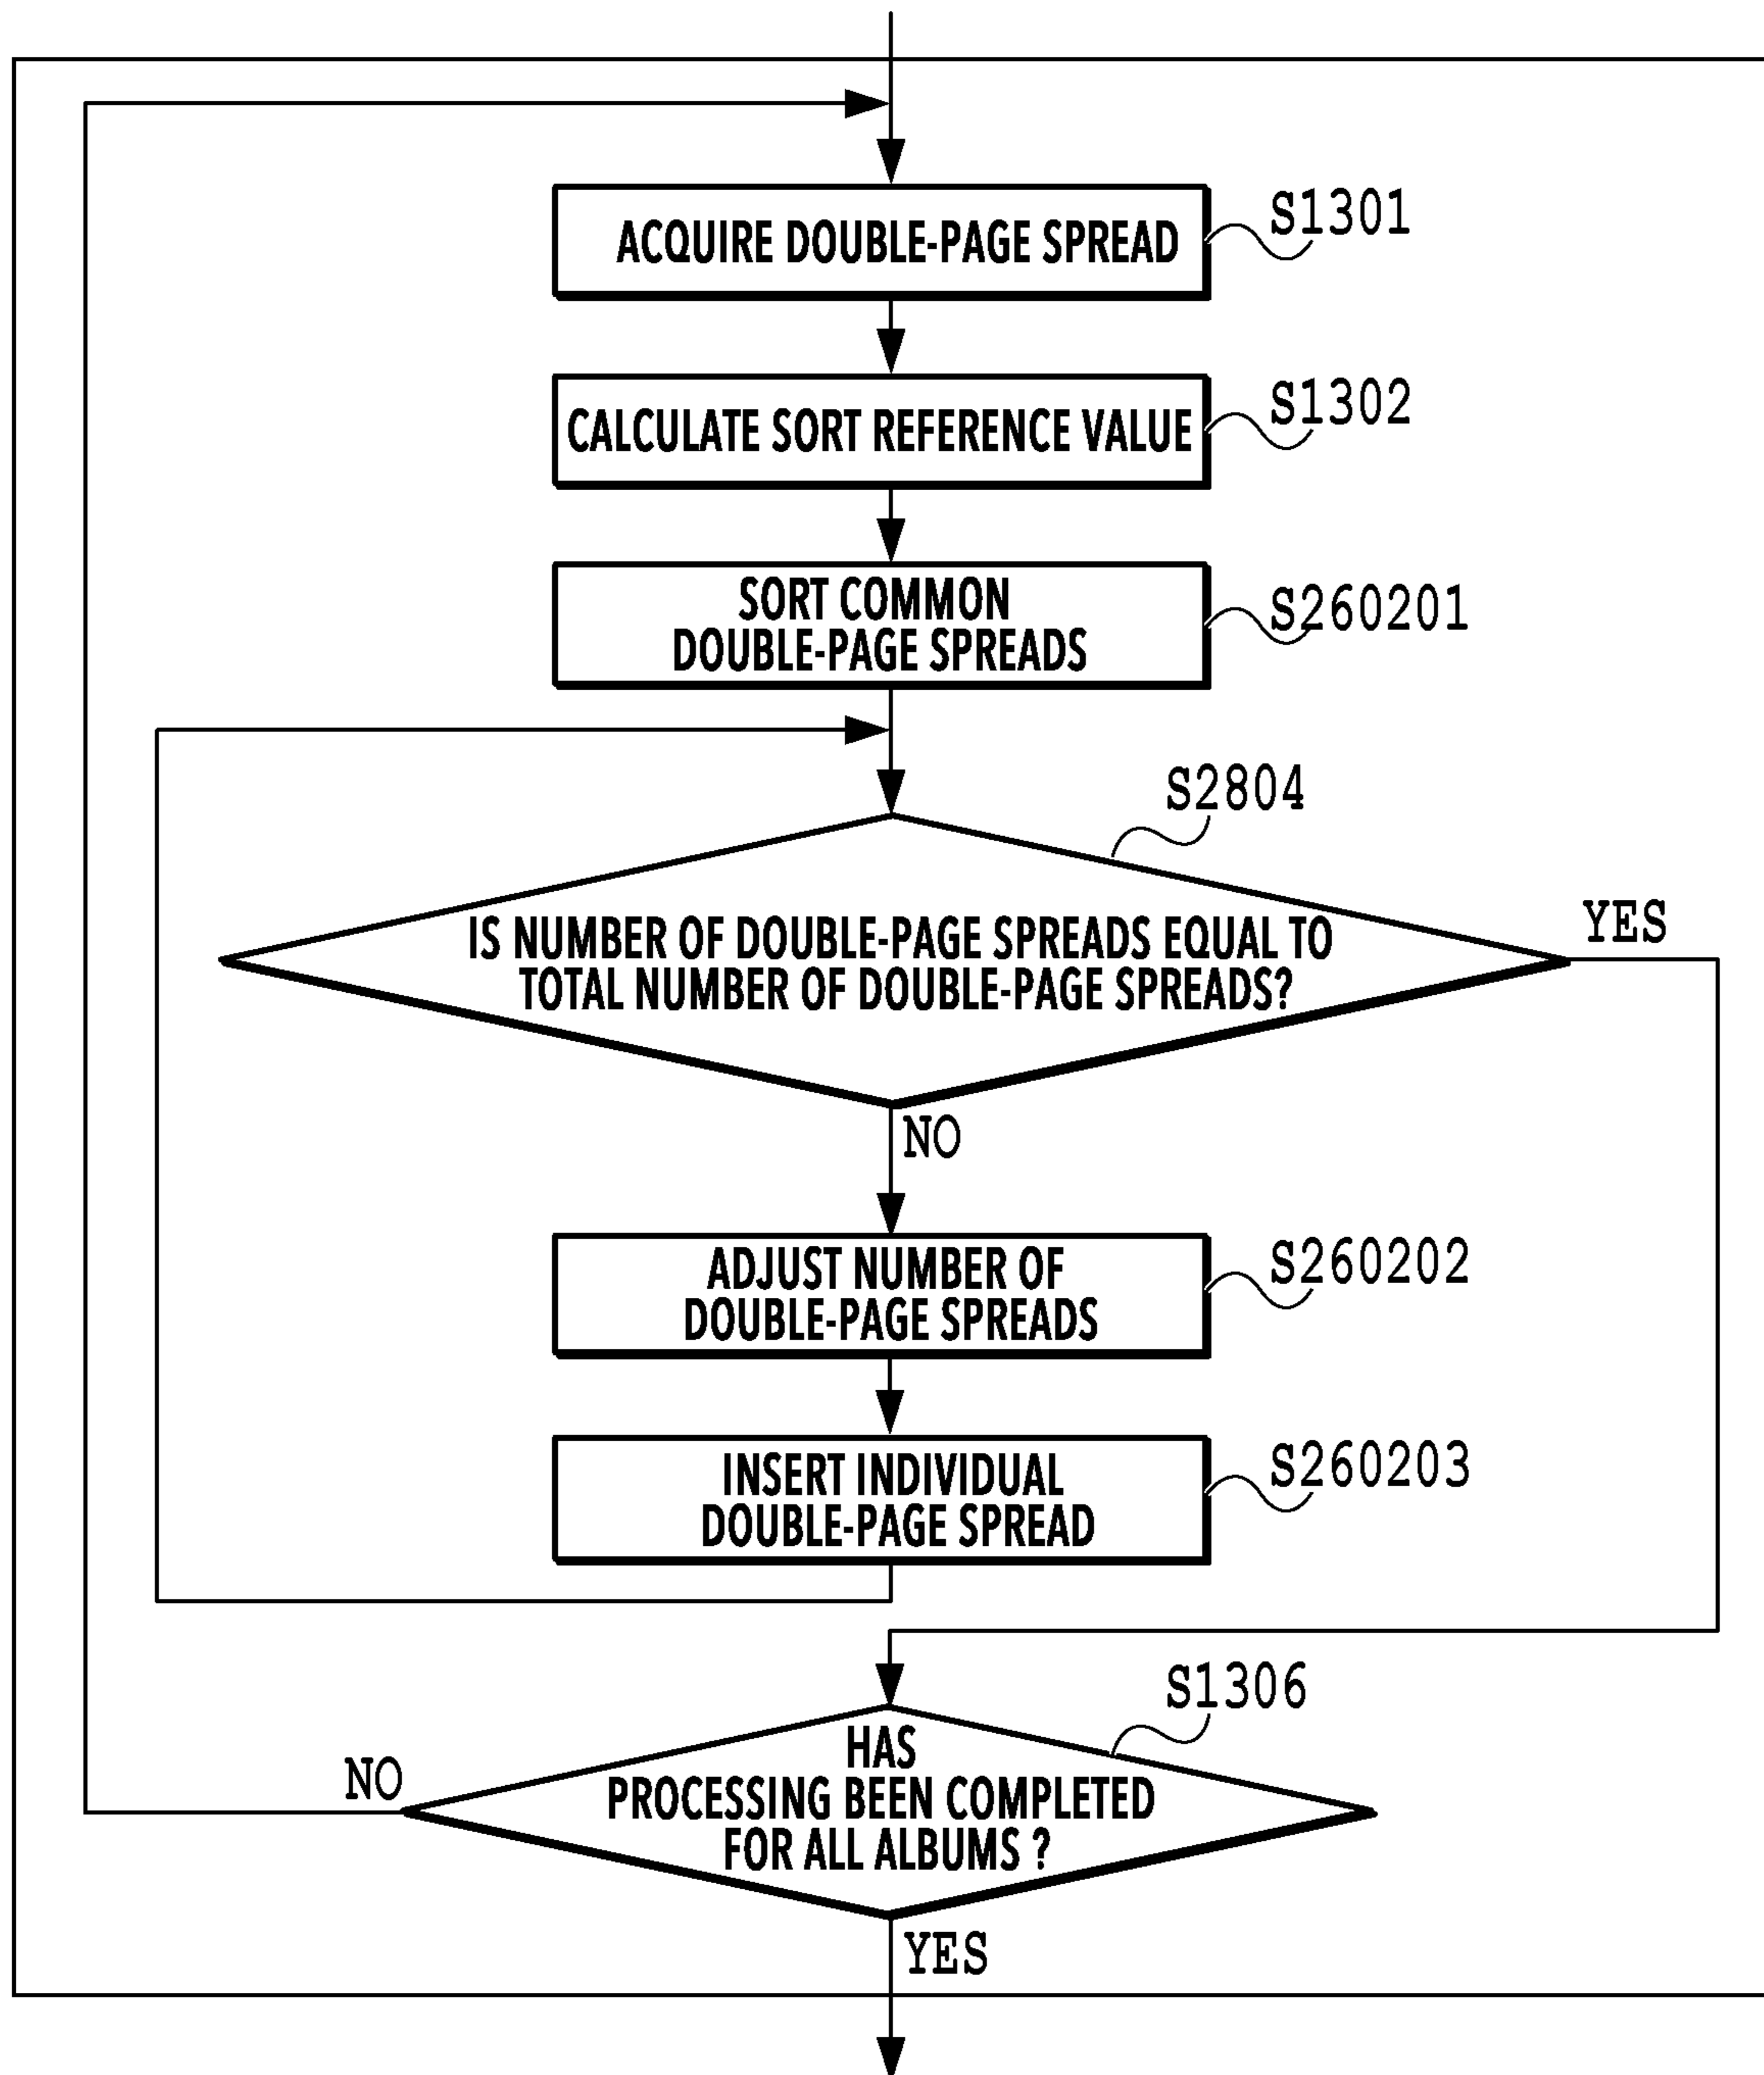 ACQUIRE DOUBLE-PAGE SPREAD
S1301
CALCULATE SORT REFERENCE VALUE
S1302
SORT COMMON
DOUBLE-PAGE SPREADS
S260201
S2804
IS NUMBER OF DOUBLE-PAGE SPREADS EQUAL TO
TOTAL NUMBER OF DOUBLE-PAGE SPREADS?
YES
NO
ADJUST NUMBER OF
DOUBLE-PAGE SPREADS
S260202
INSERT INDIVIDUAL
DOUBLE-PAGE SPREAD
S260203
S1306
HAS
PROCESSING BEEN COMPLETED
FOR ALL ALBUMS ?
NO
YES